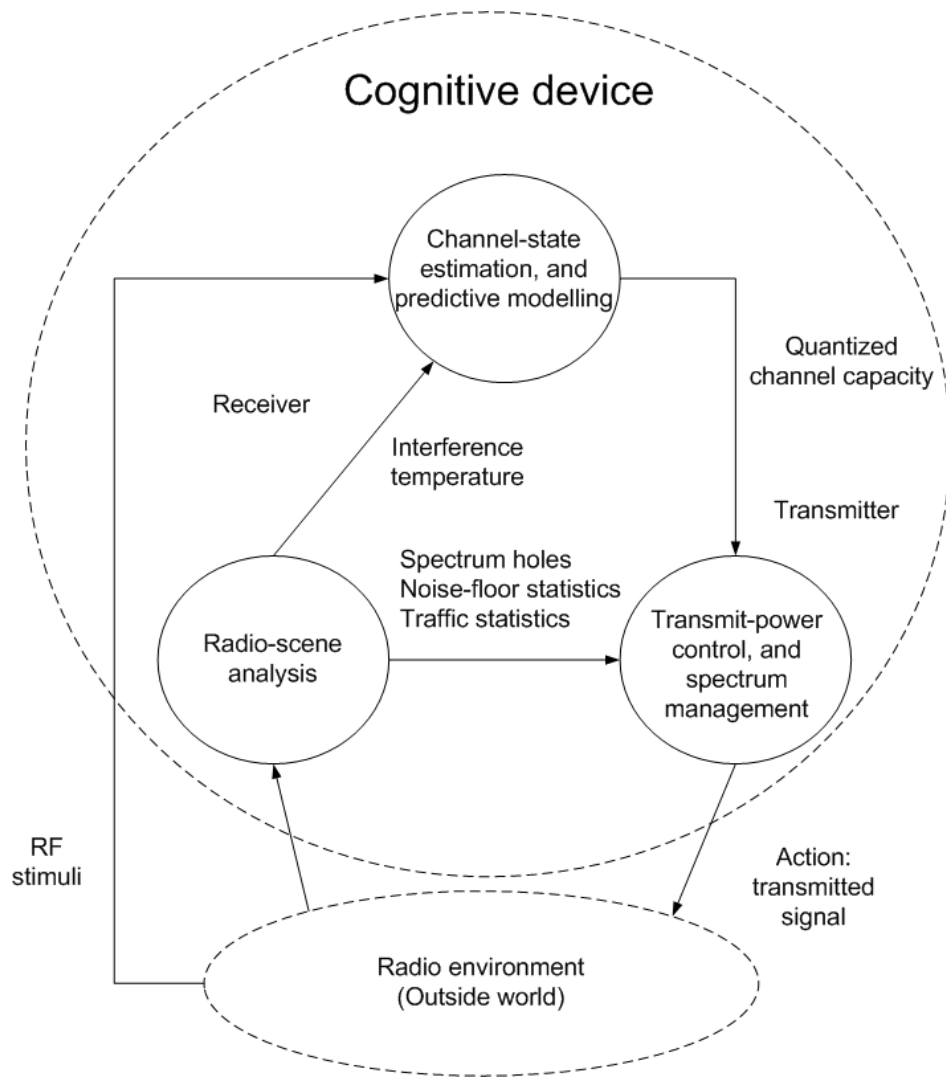 Cognitive device
Channel-state
estimation, and
predictive modelling
Quantized
channel capacity
Receiver
Interference
temperature
Transmitter
Spectrum holes
Noise-floor statistics
Traffic statistics
Radio-scene
analysis
Transmit-power
control, and
spectrum
management
RF
stimuli
Action:
transmitted
signal
Radio environment
(Outside world)